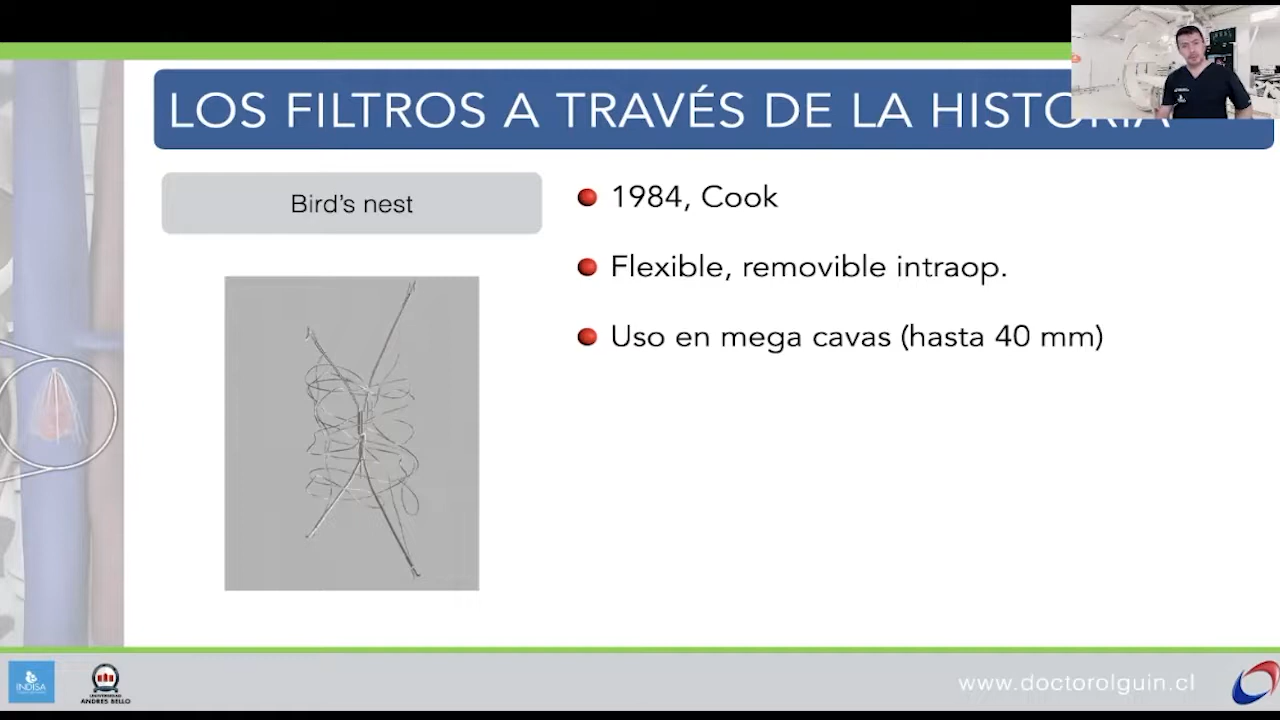 LOS FILTROS A TRAVÉS DE LA HISTORIA
Bird's nest
1984, Cook
Flexible, removible intraop.
Uso en mega cavas (hasta 40 mm)
INDISA
UNIVERSIDAD
ANDRES BELLO
www.doctorolguin.cl